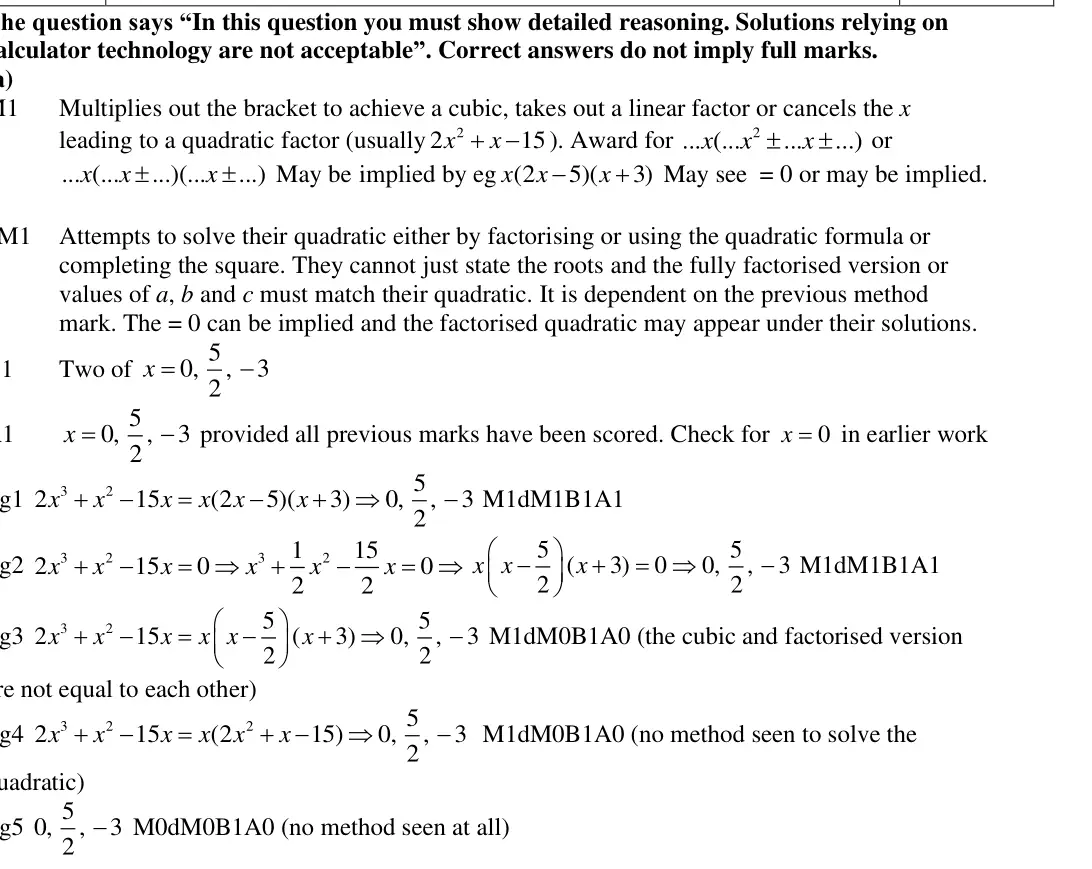 he question says “In this question you must show detailed reasoning. Solutions relying on
alculator technology are not acceptable”. Correct answers do not imply full marks.
a)
M1 Multiplies out the bracket to achieve a cubic, takes out a linear factor or cancels the x
leading to a quadratic factor (usually 2x² + x −15 ). Award for ...x(...x² ± ...x ± ...) or
...x(...x ± ...)(...x ± ...) May be implied by eg x(2x − 5)(x + 3) May see = 0 or may be implied.
M1 Attempts to solve their quadratic either by factorising or using the quadratic formula or
completing the square. They cannot just state the roots and the fully factorised version or
values of a, b and c must match their quadratic. It is dependent on the previous method
mark. The = 0 can be implied and the factorised quadratic may appear under their solutions.
1 Two of x = 0, 5/2, −3
1 x = 0, 5/2, −3 provided all previous marks have been scored. Check for x = 0 in earlier work
g1 2x³ + x² −15x = x(2x − 5)(x + 3) ⇒ 0, 5/2, −3 M1dM1B1A1
g2 2x³ + x² −15x = 0 ⇒ x³ + 1/2 x² − 15/2 x = 0 ⇒ x(x − 5/2)(x + 3) = 0 ⇒ 0, 5/2, −3 M1dM1B1A1
g3 2x³ + x² −15x = x(x − 5/2)(x + 3) ⇒ 0, 5/2, −3 M1dM0B1A0 (the cubic and factorised version
re not equal to each other)
g4 2x³ + x² −15x = x(2x² + x −15) ⇒ 0, 5/2, −3 M1dM0B1A0 (no method seen to solve the
uadratic)
g5 0, 5/2, −3 M0dM0B1A0 (no method seen at all)